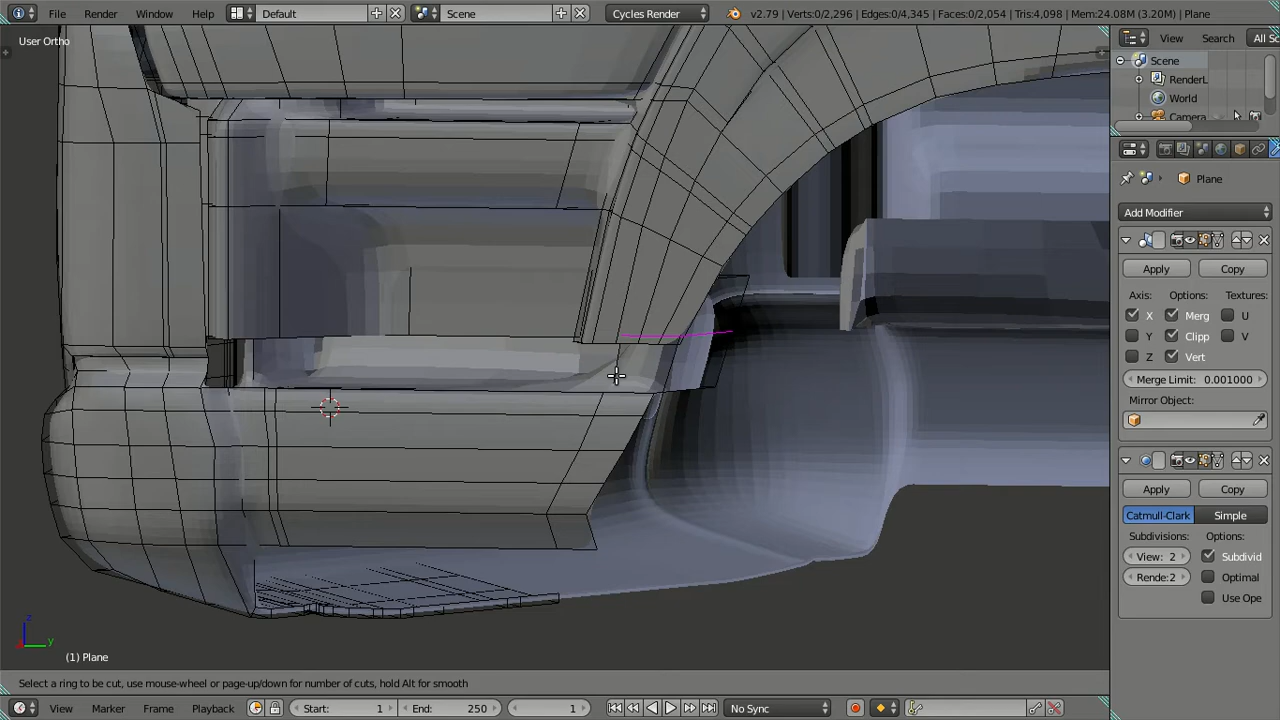 File Render Window Help Default Scene Cycles Render v2.79 | Verts:0/2,296 | Edges:0/4,345 | Faces:0/2,054 | Tris:4,098 | Mem:24.08M (3.20M) | Plane
User Ortho
View Search All Sc
Scene
RenderL
World
Camera
Plane
Add Modifier
Apply Copy
Axis: Options: Textures:
X Merg U
Y Clipp V
Z Vert
Merge Limit: 0.001000
Mirror Object:
Apply Copy
Catmull-Clark Simple
Subdivisions: Options:
View: 2 Subdivid
Rende:2 Optimal
Use Ope
z
y
(1) Plane
Select a ring to be cut, use mouse-wheel or page-up/down for number of cuts, hold Alt for smooth
View Marker Frame Playback Start: 1 End: 250 1 No Sync